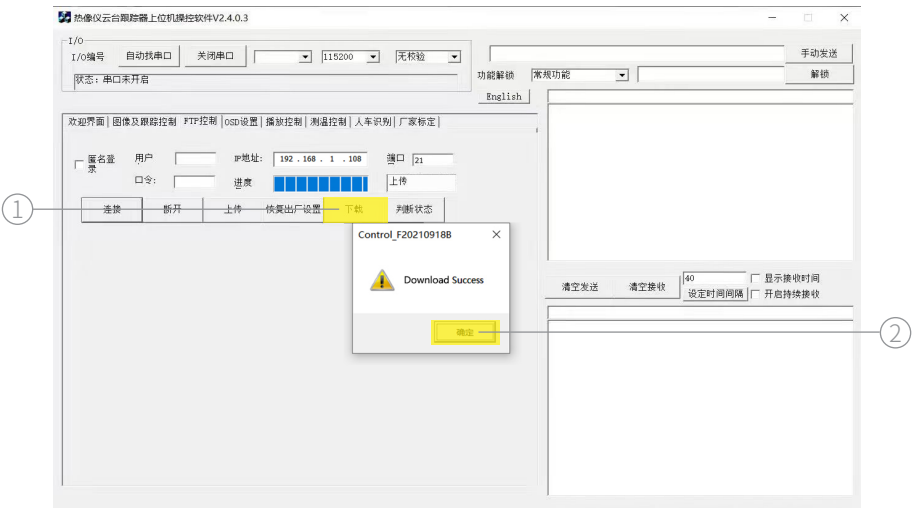 热像仪云台跟踪器上位机操控软件V2.4.0.3
I/O
I/O编号 自动找串口 关闭串口 115200 无校验
手动发送
状态：串口未开启
功能解锁 常规功能 解锁
English
欢迎界面 图像及跟踪控制 FTP控制 OSD设置 播放控制 测温控制 人车识别 厂家标定
匿名登录 用户 IP地址: 192 . 168 . 1 . 108 端口 21
口令: 进度 上传
① 连接 断开 上传 恢复出厂设置 下载 判断状态
Control_F20210918B
Download Success
确定 ②
清空发送 清空接收 40 显示接收时间
设定时间间隔 开启持续接收